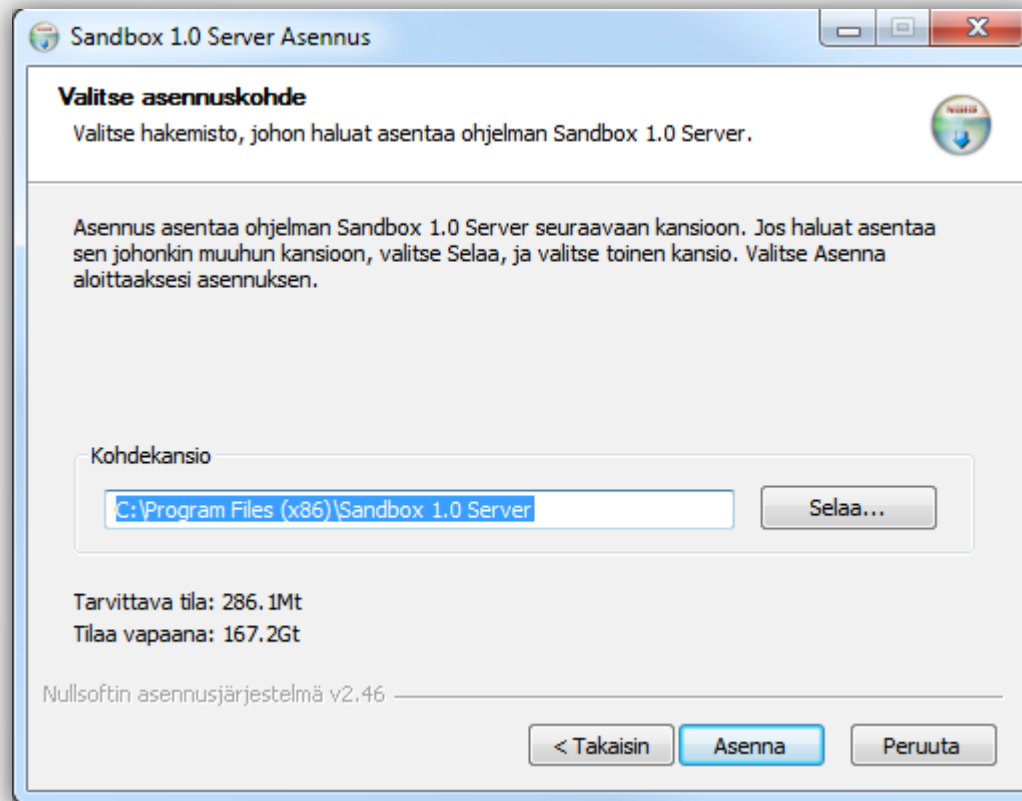 Sandbox 1.0 Server Asennus
Valitse asennuskohde
Valitse hakemisto, johon haluat asentaa ohjelman Sandbox 1.0 Server.
Asennus asentaa ohjelman Sandbox 1.0 Server seuraavaan kansioon. Jos haluat asentaa
sen johonkin muuhun kansioon, valitse Selaa, ja valitse toinen kansio. Valitse Asenna
aloittaaksesi asennuksen.
Kohdekansio
C:\Program Files (x86)\Sandbox 1.0 Server
Selaa...
Tarvittava tila: 286.1Mt
Tilaa vapaana: 167.2Gt
Nullsoftin asennusjärjestelmä v2.46
< Takaisin
Asenna
Peruuta